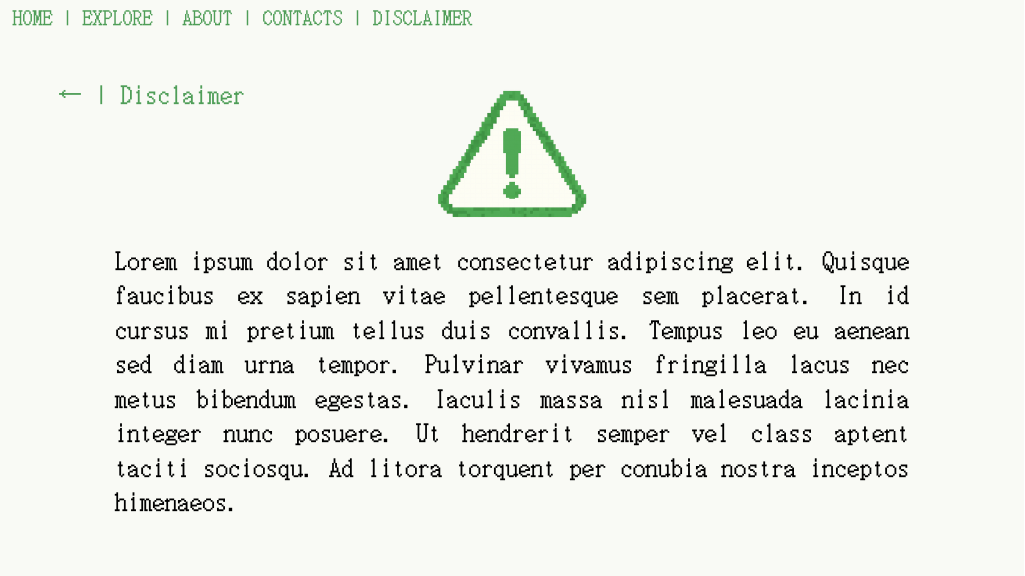 HOME | EXPLORE | ABOUT | CONTACTS | DISCLAIMER
← | Disclaimer
Lorem ipsum dolor sit amet consectetur adipiscing elit. Quisque
faucibus ex sapien vitae pellentesque sem placerat. In id
cursus mi pretium tellus duis convallis. Tempus leo eu aenean
sed diam urna tempor. Pulvinar vivamus fringilla lacus nec
metus bibendum egestas. Iaculis massa nisl malesuada lacinia
integer nunc posuere. Ut hendrerit semper vel class aptent
taciti sociosqu. Ad litora torquent per conubia nostra inceptos
himenaeos.